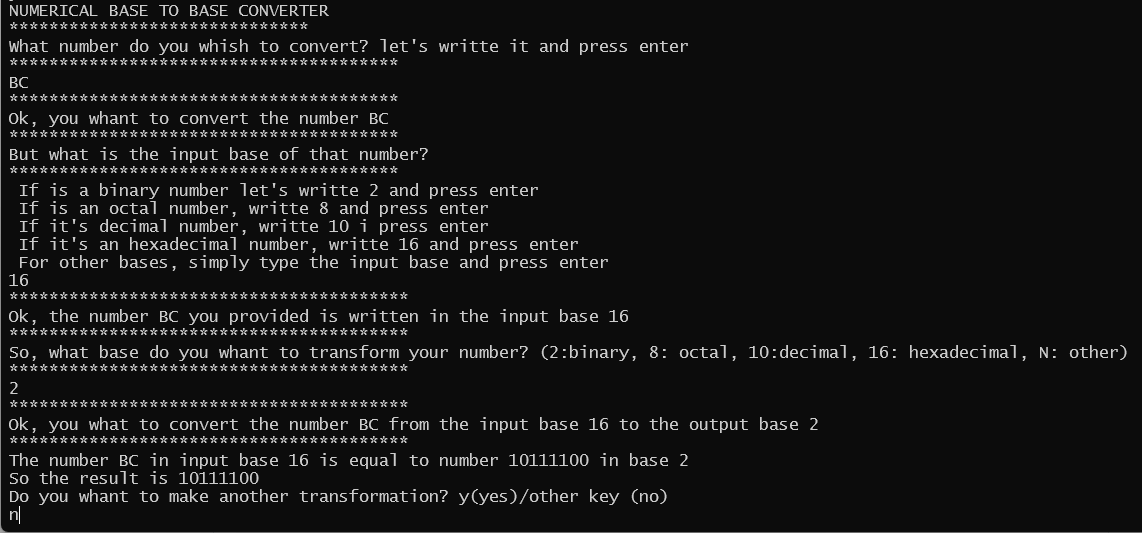 NUMERICAL BASE TO BASE CONVERTER
******************************
What number do you whish to convert? let's writte it and press enter
***************************************
BC
***************************************
Ok, you whant to convert the number BC
***************************************
But what is the input base of that number?
***************************************
If is a binary number let's writte 2 and press enter
If is an octal number, writte 8 and press enter
If it's decimal number, writte 10 i press enter
If it's an hexadecimal number, writte 16 and press enter
For other bases, simply type the input base and press enter
16
****************************************
Ok, the number BC you provided is written in the input base 16
****************************************
So, what base do you whant to transform your number? (2:binary, 8: octal, 10:decimal, 16: hexadecimal, N: other)
****************************************
2
****************************************
Ok, you what to convert the number BC from the input base 16 to the output base 2
****************************************
The number BC in input base 16 is equal to number 10111100 in base 2
So the result is 10111100
Do you whant to make another transformation? y(yes)/other key (no)
n